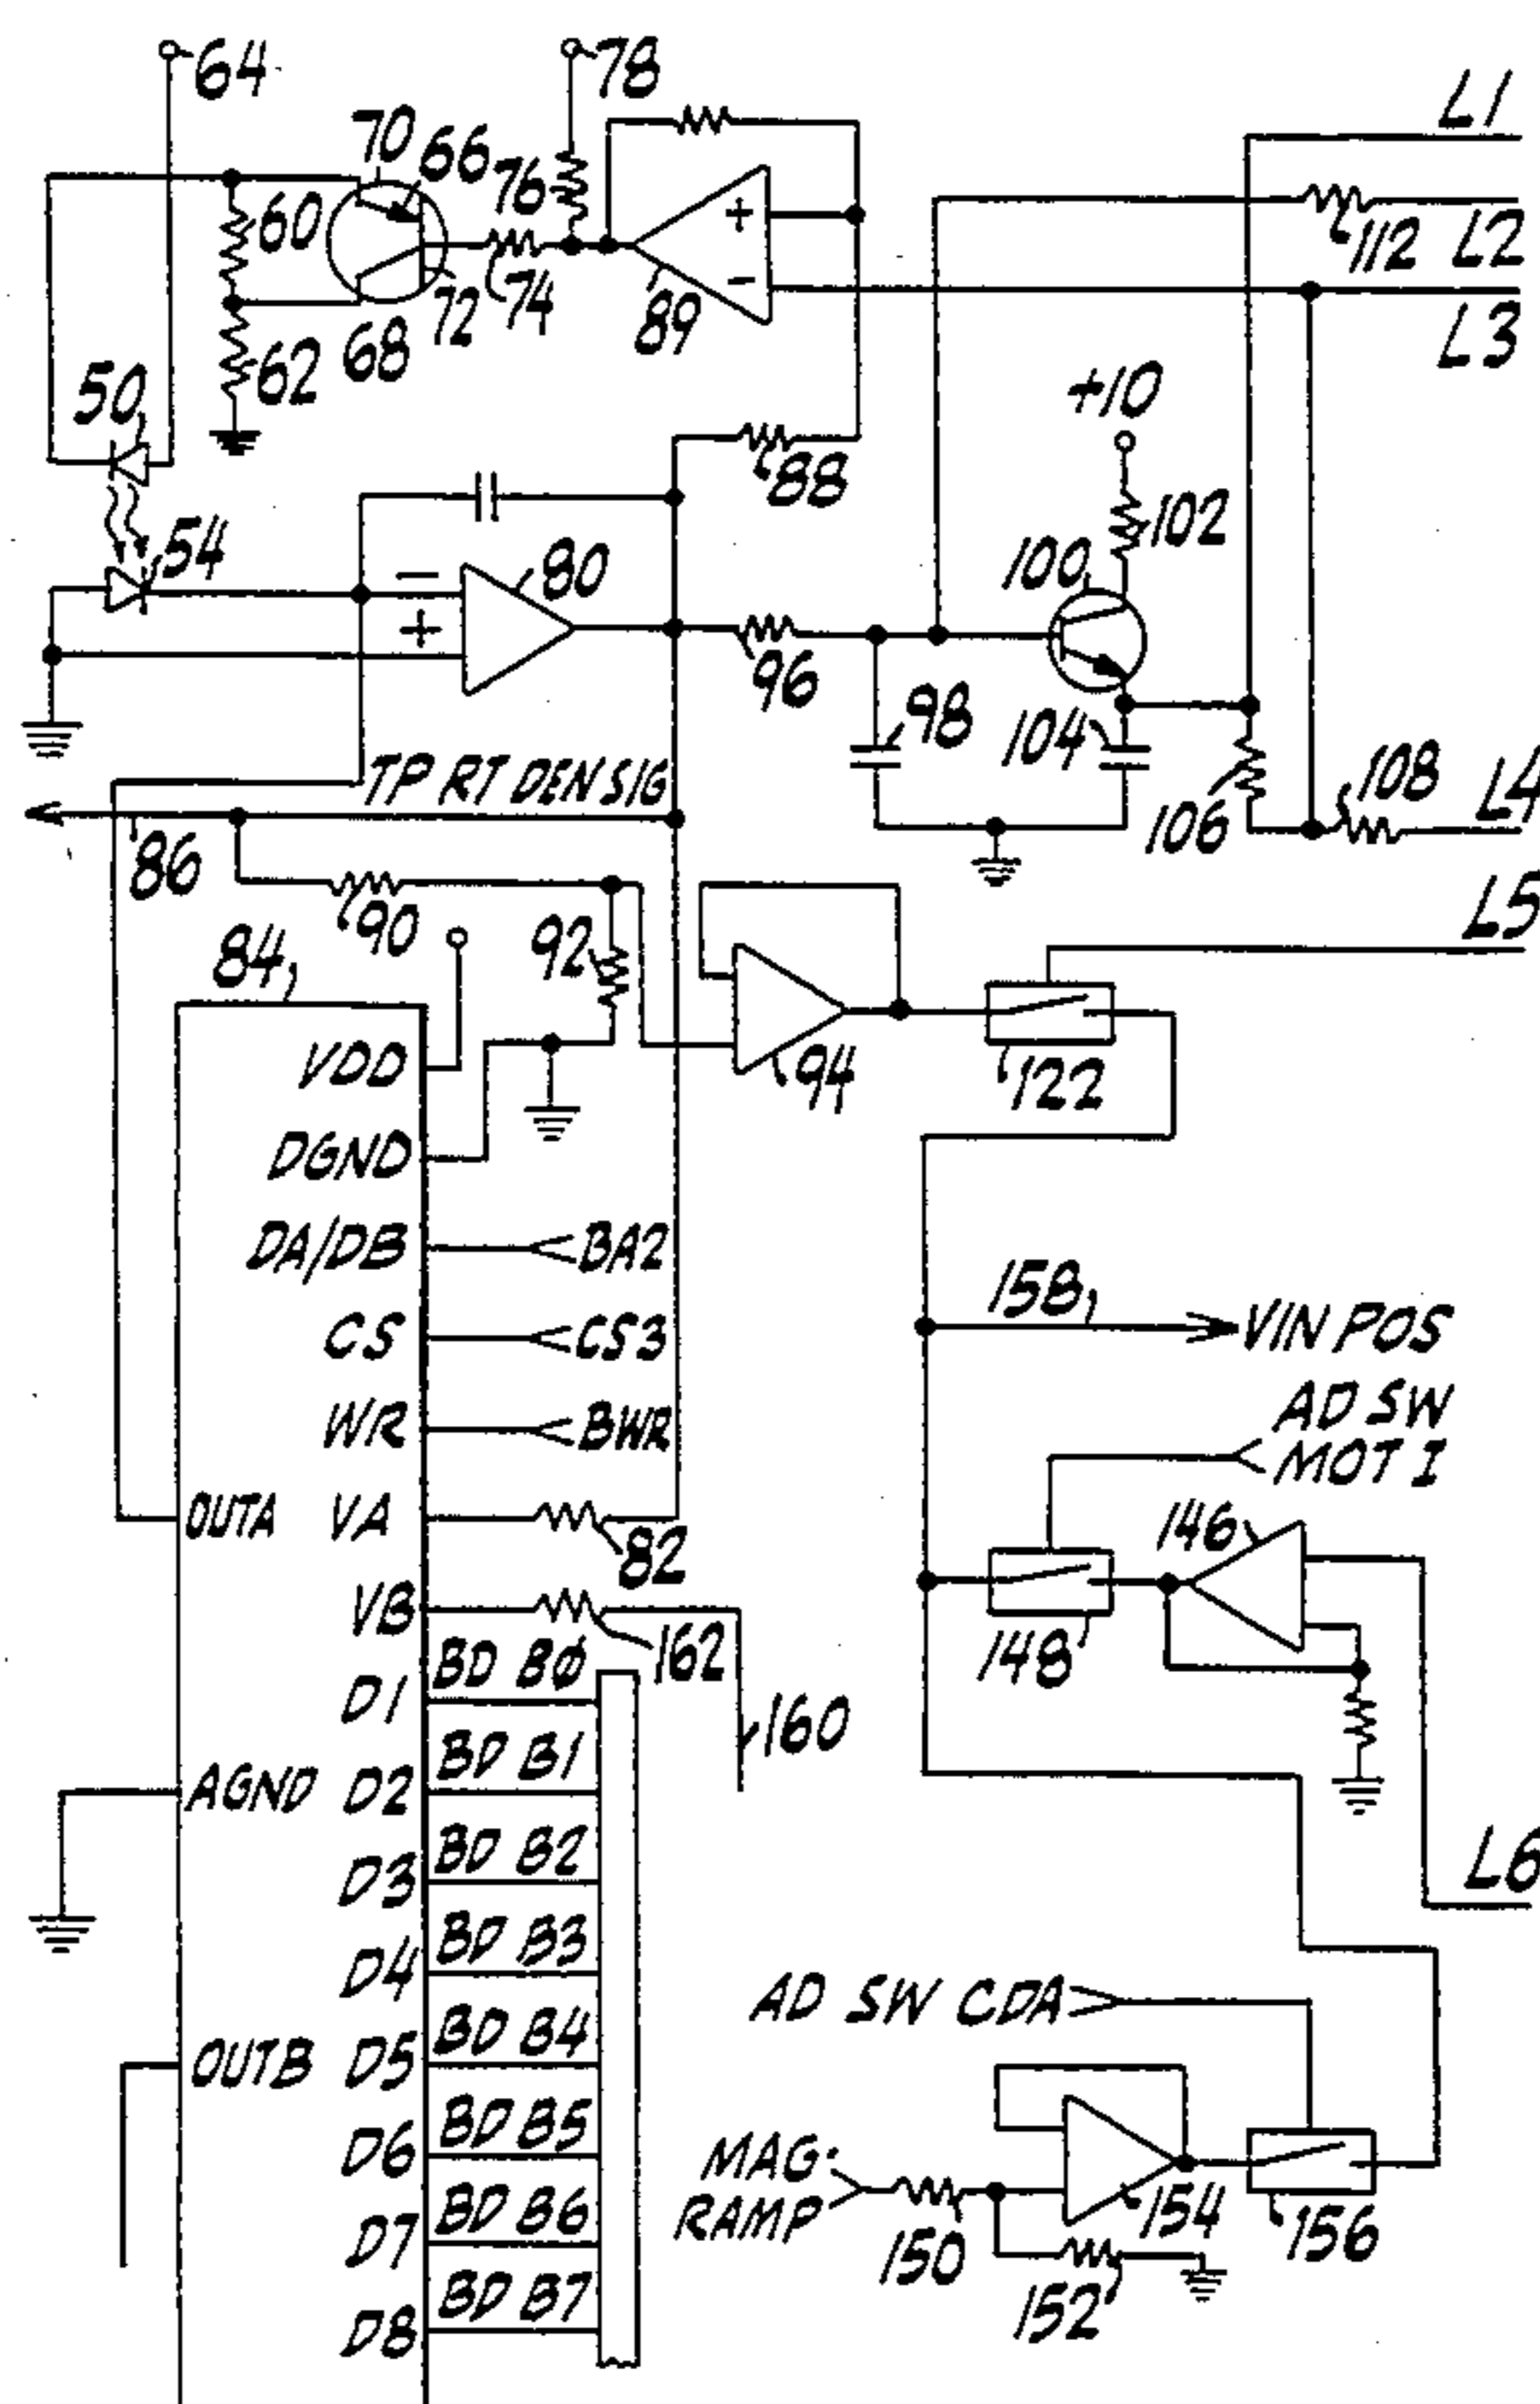 64
78
L1
70
66
76
60
112
L2
74
72
89
L3
62
68
50
+10
88
102
54
80
100
96
98
104
TP RT DEN SIG
108
L4
106
86
90
L5
84
92
94
122
VDD
DGND
DA/DB
BA2
158
VIN POS
CS
CS3
AD SW
MOT I
WR
BWR
OUTA
VA
82
146
VB
162
148
BD BØ
D1
160
BD B1
AGND
D2
BD B2
D3
L6
BD B3
D4
AD SW CDA
BD B4
OUTB
D5
BD B5
D6
MAG.
RAMP
154
156
BD B6
D7
150
152
BD B7
D8